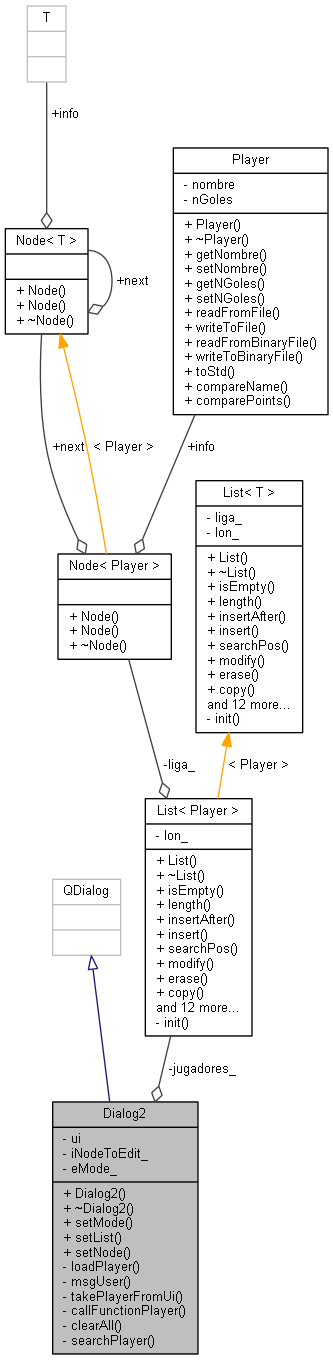 T
+info
Player
- nombre
- nGoles
+ Player()
+ ~Player()
+ getNombre()
+ setNombre()
+ getNGoles()
+ setNGoles()
+ readFromFile()
+ writeToFile()
+ readFromBinaryFile()
+ writeToBinaryFile()
+ toStd()
+ compareName()
+ comparePoints()
Node< T >
+ Node()
+ Node()
+ ~Node()
+next
+next
< Player >
+info
List< T >
- liga_
- lon_
+ List()
+ ~List()
+ isEmpty()
+ length()
+ insertAfter()
+ insert()
+ searchPos()
+ modify()
+ erase()
+ copy()
and 12 more...
- init()
Node< Player >
+ Node()
+ Node()
+ ~Node()
-liga_
< Player >
List< Player >
- lon_
+ List()
+ ~List()
+ isEmpty()
+ length()
+ insertAfter()
+ insert()
+ searchPos()
+ modify()
+ erase()
+ copy()
and 12 more...
- init()
QDialog
-jugadores_
Dialog2
- ui
- iNodeToEdit_
- eMode_
+ Dialog2()
+ ~Dialog2()
+ setMode()
+ setList()
+ setNode()
- loadPlayer()
- msgUser()
- takePlayerFromUi()
- callFunctionPlayer()
- clearAll()
- searchPlayer()